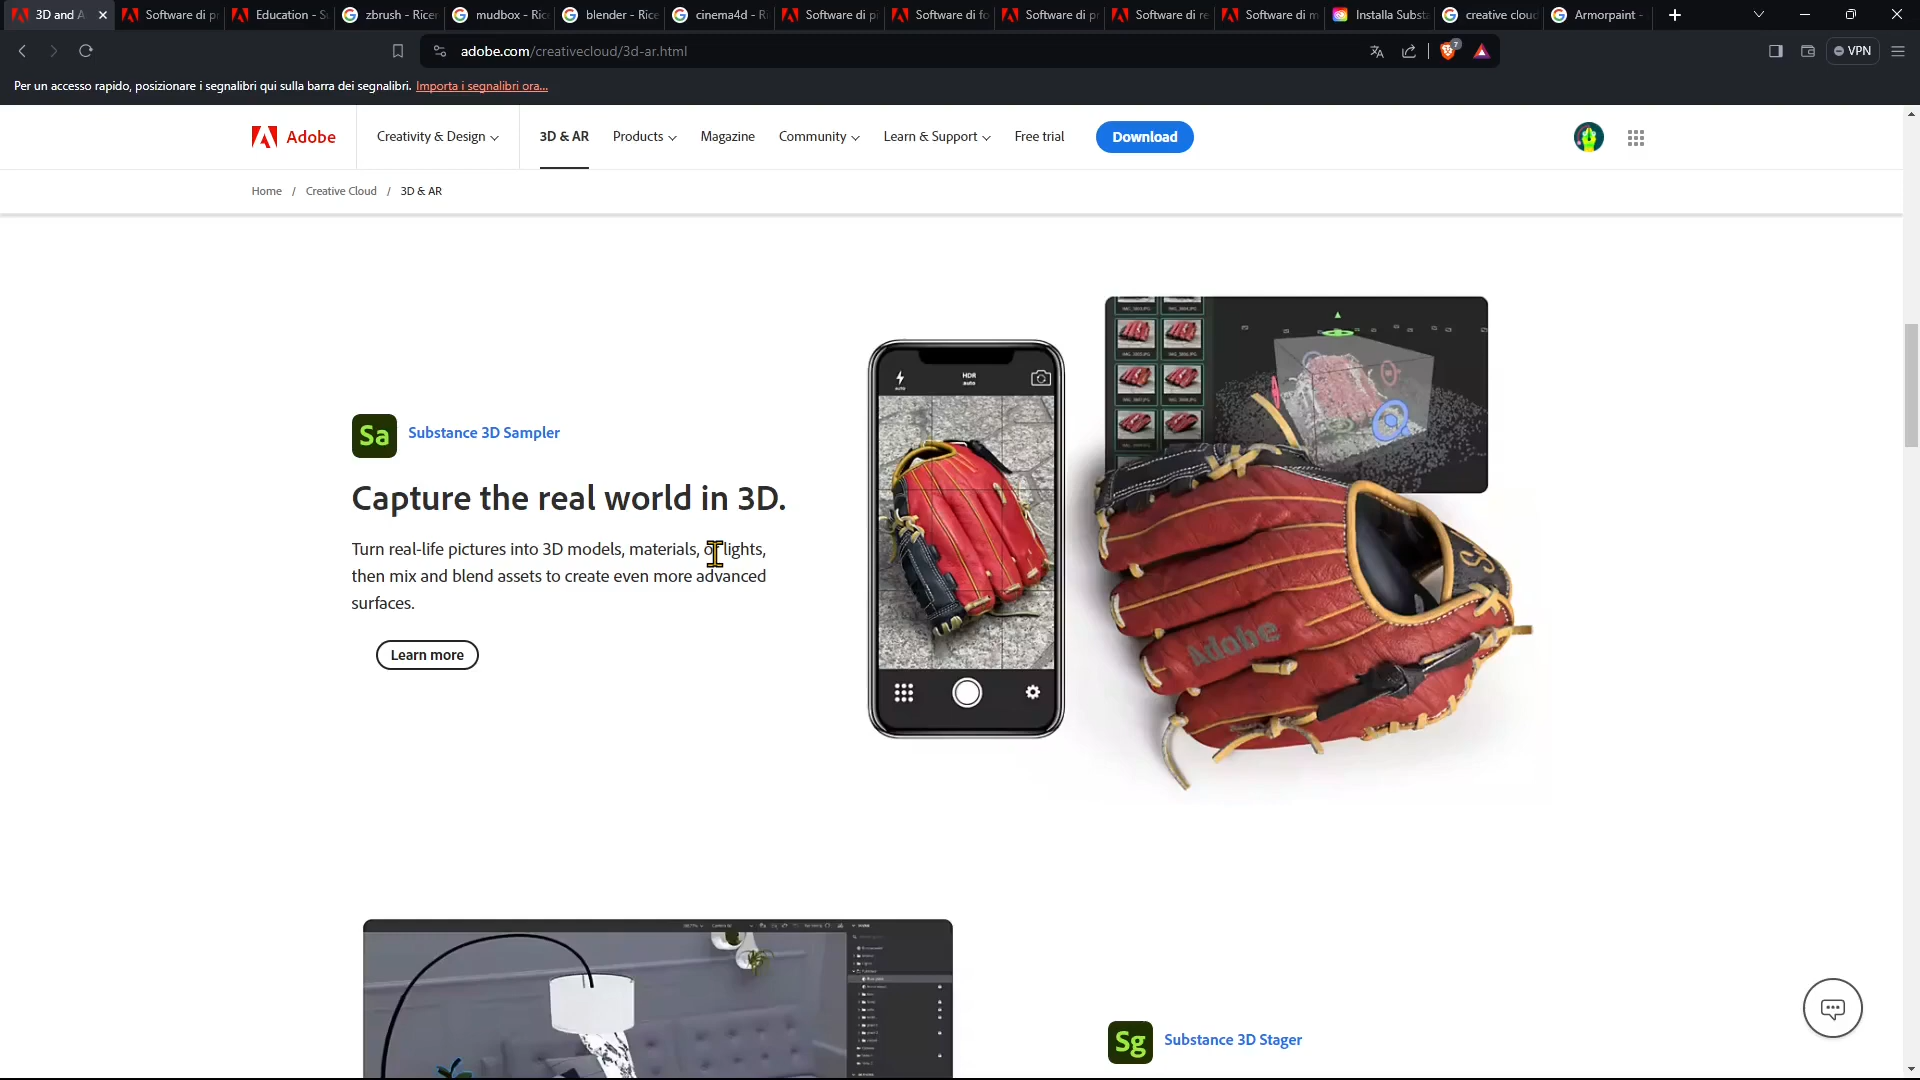 3D and A
Software di p
Education - S
zbrush - Rice
mudbox - Ric
blender - Rice
cinema4d - Ri
Software di p
Software di fo
Software di p
Software di re
Software di m
Installa Substa
creative cloud
Armorpaint -
adobe.com/creativecloud/3d-ar.html
VPN
Per un accesso rapido, posizionare i segnalibri qui sulla barra dei segnalibri. Importa i segnalibri ora...
Adobe
Creativity & Design
3D & AR
Products
Magazine
Community
Learn & Support
Free trial
Download
Home / Creative Cloud / 3D & AR
Sa
Substance 3D Sampler
Capture the real world in 3D.
Turn real-life pictures into 3D models, materials, or lights,
then mix and blend assets to create even more advanced
surfaces.
Learn more
HDR
auto
Adobe
Sg
Substance 3D Stager